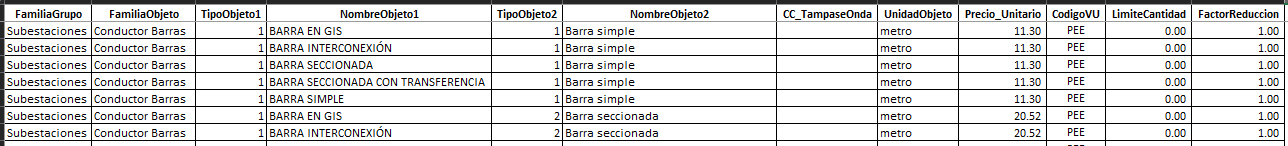 FamiliaGrupo FamiliaObjeto TipoObjeto1 NombreObjeto1 TipoObjeto2 NombreObjeto2 CC_TampaseOnda UnidadObjeto Precio_Unitario CodigoVU LimiteCantidad FactorReduccion
Subestaciones Conductor Barras 1 BARRA EN GIS 1 Barra simple metro 11.30 PEE 0.00 1.00
Subestaciones Conductor Barras 1 BARRA INTERCONEXIÓN 1 Barra simple metro 11.30 PEE 0.00 1.00
Subestaciones Conductor Barras 1 BARRA SECCIONADA 1 Barra simple metro 11.30 PEE 0.00 1.00
Subestaciones Conductor Barras 1 BARRA SECCIONADA CON TRANSFERENCIA 1 Barra simple metro 11.30 PEE 0.00 1.00
Subestaciones Conductor Barras 1 BARRA SIMPLE 1 Barra simple metro 11.30 PEE 0.00 1.00
Subestaciones Conductor Barras 1 BARRA EN GIS 2 Barra seccionada metro 20.52 PEE 0.00 1.00
Subestaciones Conductor Barras 1 BARRA INTERCONEXIÓN 2 Barra seccionada metro 20.52 PEE 0.00 1.00